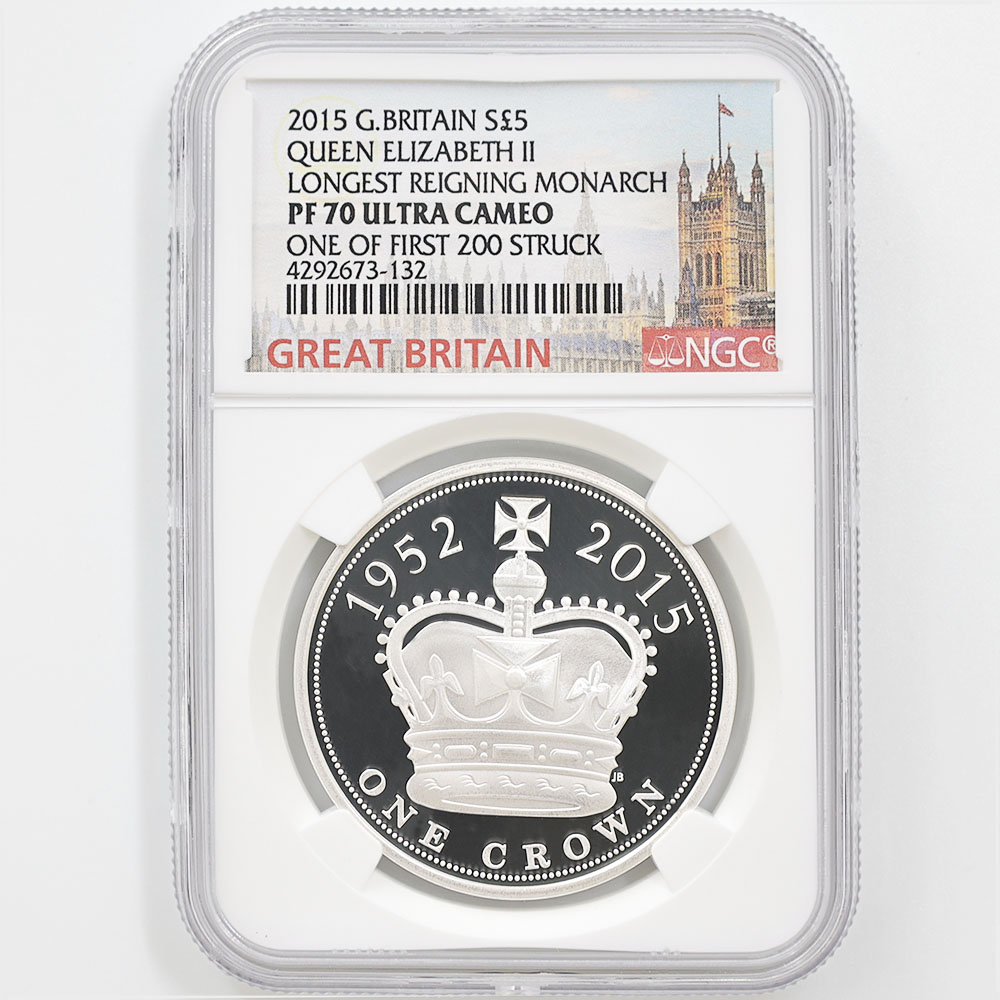 2015 G.BRITAIN S£5
QUEEN ELIZABETH II
LONGEST REIGNING MONARCH
PF 70 ULTRA CAMEO
ONE OF FIRST 200 STRUCK
4292673-132
GREAT BRITAIN
NGC®
1952 2015
JB
ONE CROWN